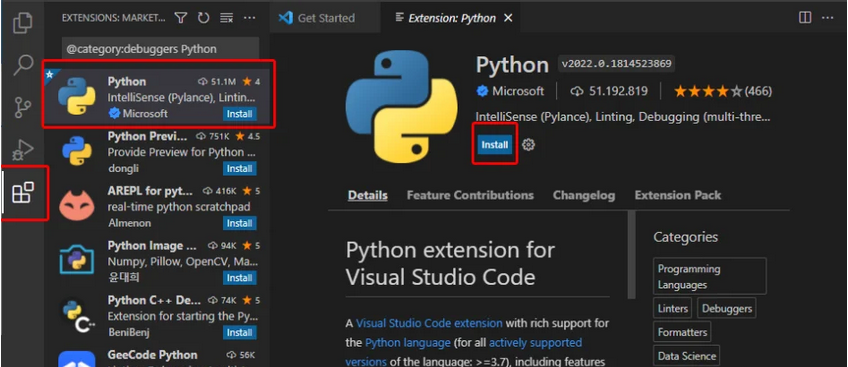 EXTENSIONS: MARKET...
@category:debuggers Python
Python 51.1M ★ 4
IntelliSense (Pylance), Lintin...
Microsoft Install
Python Previ... 751K ★ 4.5
Provide Preview for Python ...
dongli Install
AREPL for pyt... 416K ★ 5
real-time python scratchpad
Almenon Install
Python Image ... 94K ★ 5
Numpy, Pillow, OpenCV, Ma...
윤대희 Install
Python C++ De... 74K ★ 5
Extension for starting the Py...
BeniBenj Install
GeeCode Python 56K
Get Started
Extension: Python
Python v2022.0.1814523869
Microsoft | 51.192.819 | ★★★★☆ (466)
IntelliSense (Pylance), Linting, Debugging (multi-thre...
Install
Details Feature Contributions Changelog Extension Pack
Python extension for
Visual Studio Code
A Visual Studio Code extension with rich support for
the Python language (for all actively supported
versions of the language: >=3.7), including features
Categories
Programming
Languages
Linters Debuggers
Formatters
Data Science